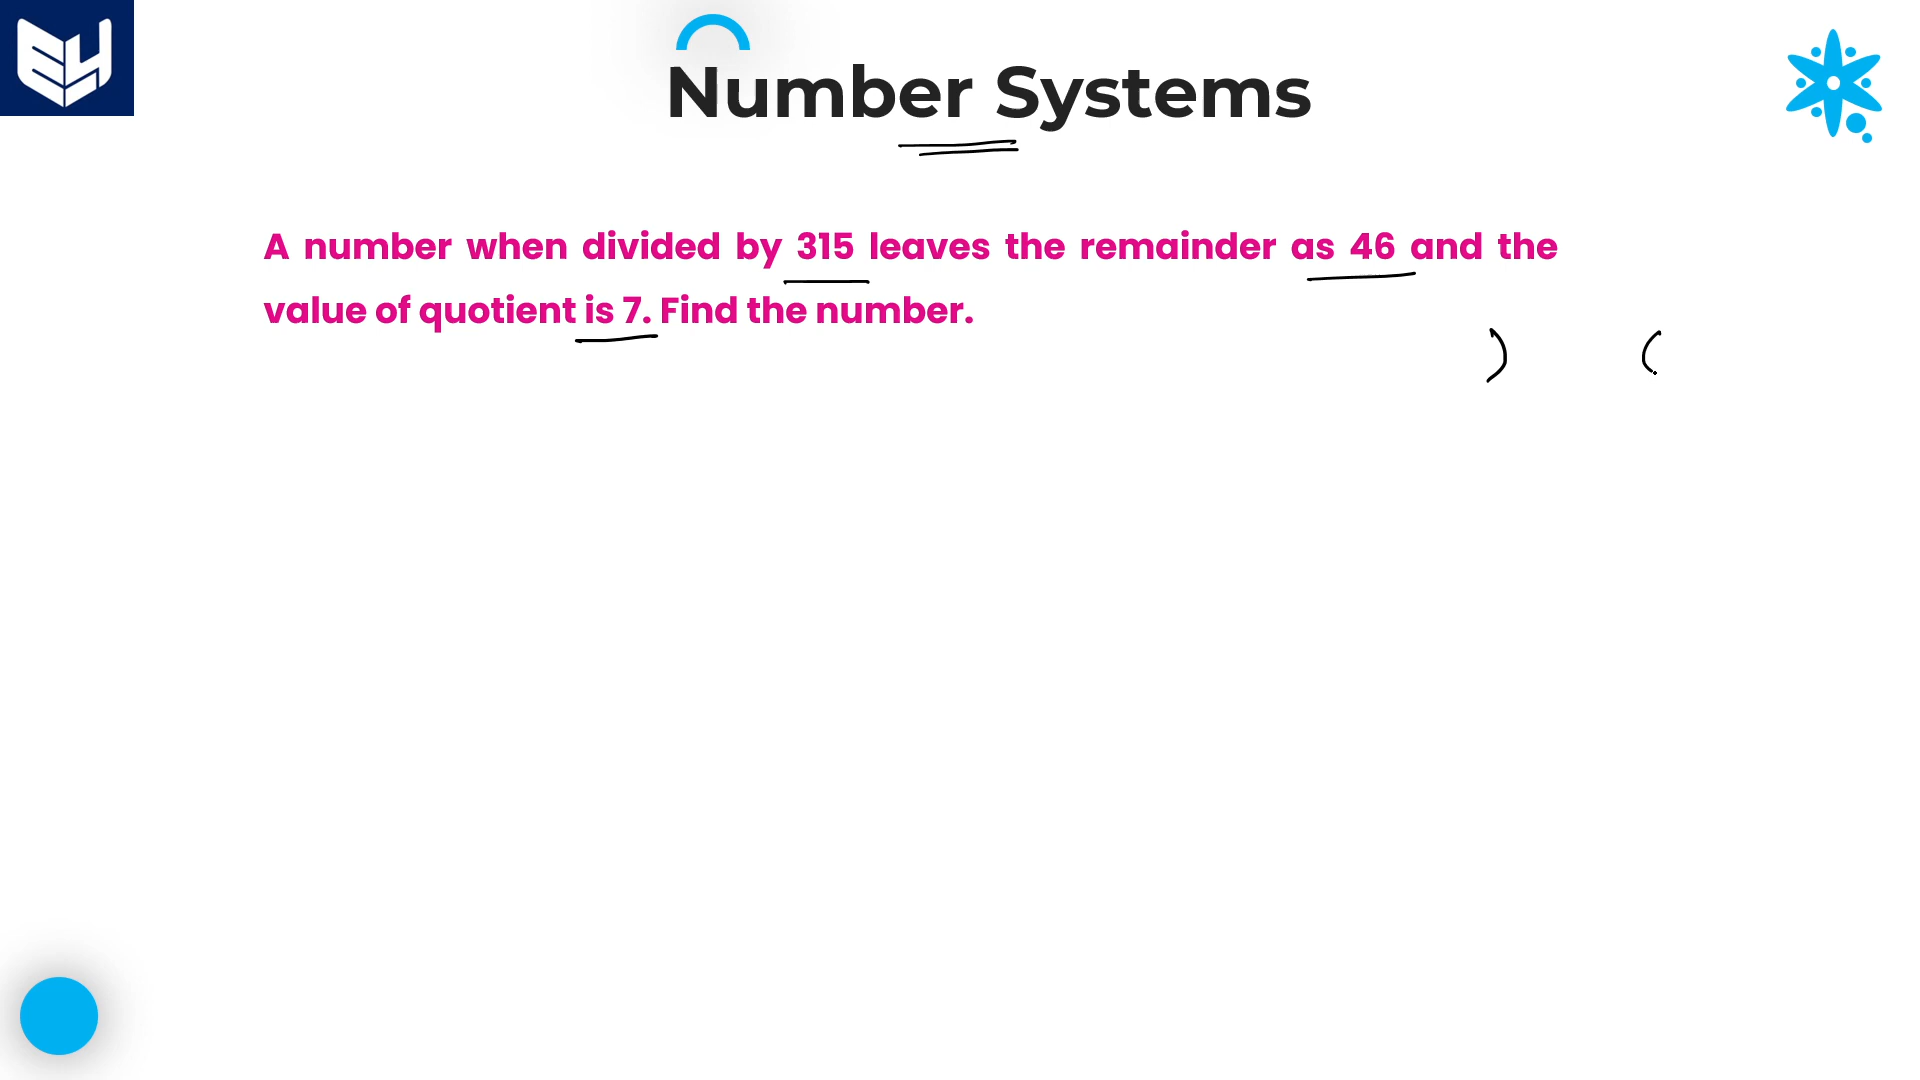 Number Systems
A number when divided by 315 leaves the remainder as 46 and the
value of quotient is 7. Find the number.
) (